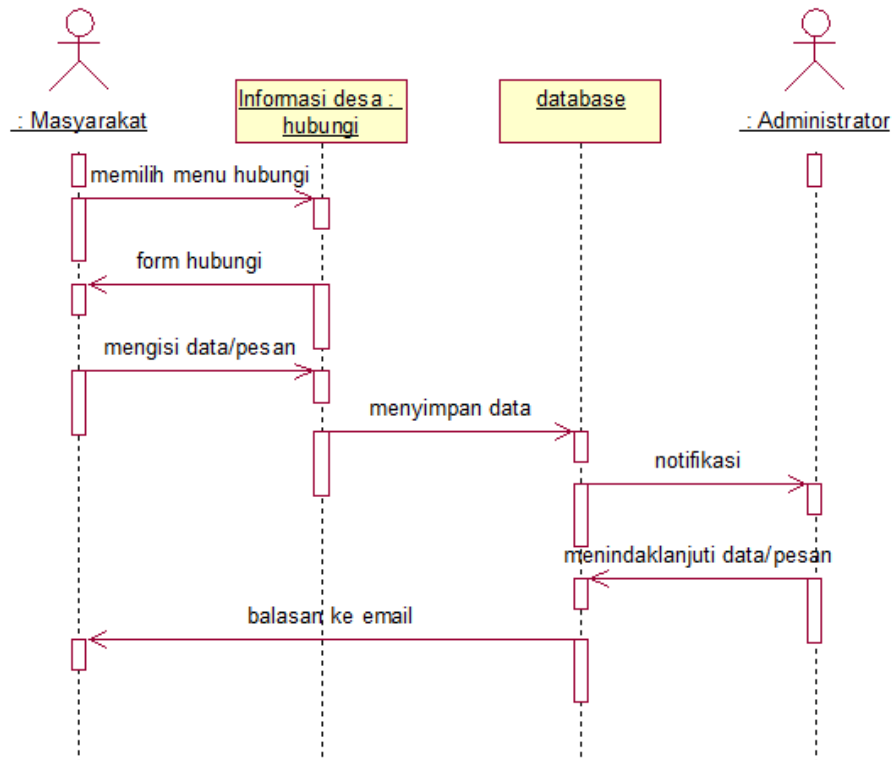 : Masyarakat
Informasi desa :
hubungi
database
: Administrator
memilih menu hubungi
form hubungi
mengisi data/pesan
menyimpan data
notifikasi
menindaklanjuti data/pesan
balasan ke email